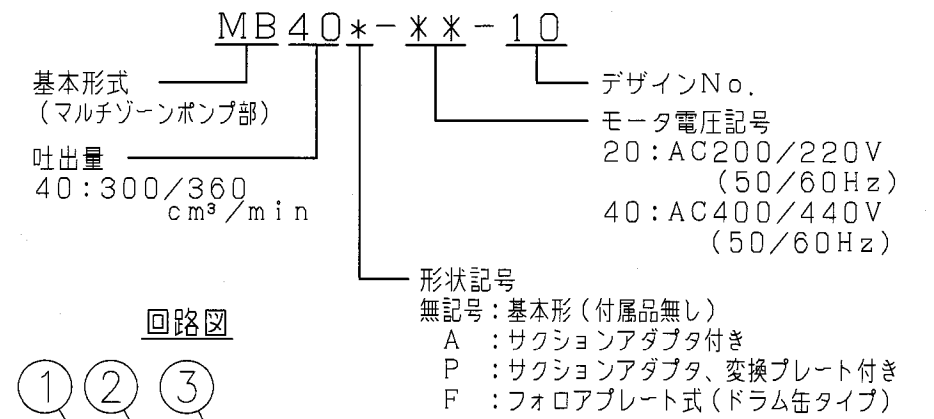 MB40*-**-10
基本形式
(マルチゾーンポンプ部)
吐出量
40:300/360
cm³/min
デザインNo.
モータ電圧記号
20:AC200/220V
(50/60Hz)
40:AC400/440V
(50/60Hz)
形状記号
無記号:基本形(付属品無し)
A :サクションアダプタ付き
P :サクションアダプタ、変換プレート付き
F :フォロアプレート式(ドラム缶タイプ)
回路図
1 2 3